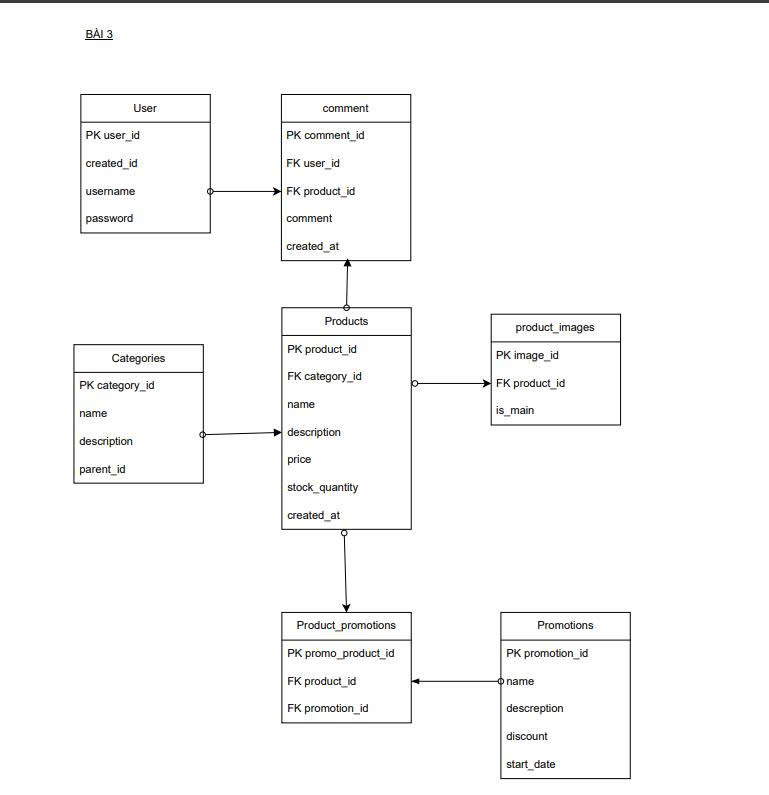 BÀI 3
User
PK user_id
created_id
username
password
comment
PK comment_id
FK user_id
FK product_id
comment
created_at
Products
PK product_id
FK category_id
name
description
price
stock_quantity
created_at
product_images
PK image_id
FK product_id
is_main
Categories
PK category_id
name
description
parent_id
Product_promotions
PK promo_product_id
FK product_id
FK promotion_id
Promotions
PK promotion_id
name
descreption
discount
start_date